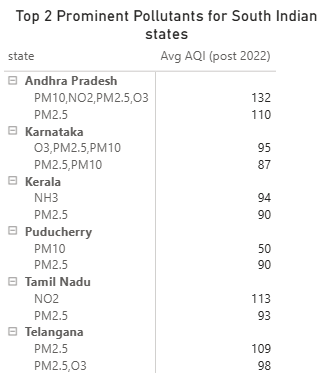 Top 2 Prominent Pollutants for South Indian
states
state Avg AQI (post 2022)
Andhra Pradesh
PM10,NO2,PM2.5,O3 132
PM2.5 110
Karnataka
O3,PM2.5,PM10 95
PM2.5,PM10 87
Kerala
NH3 94
PM2.5 90
Puducherry
PM10 50
PM2.5 90
Tamil Nadu
NO2 113
PM2.5 93
Telangana
PM2.5 109
PM2.5,O3 98